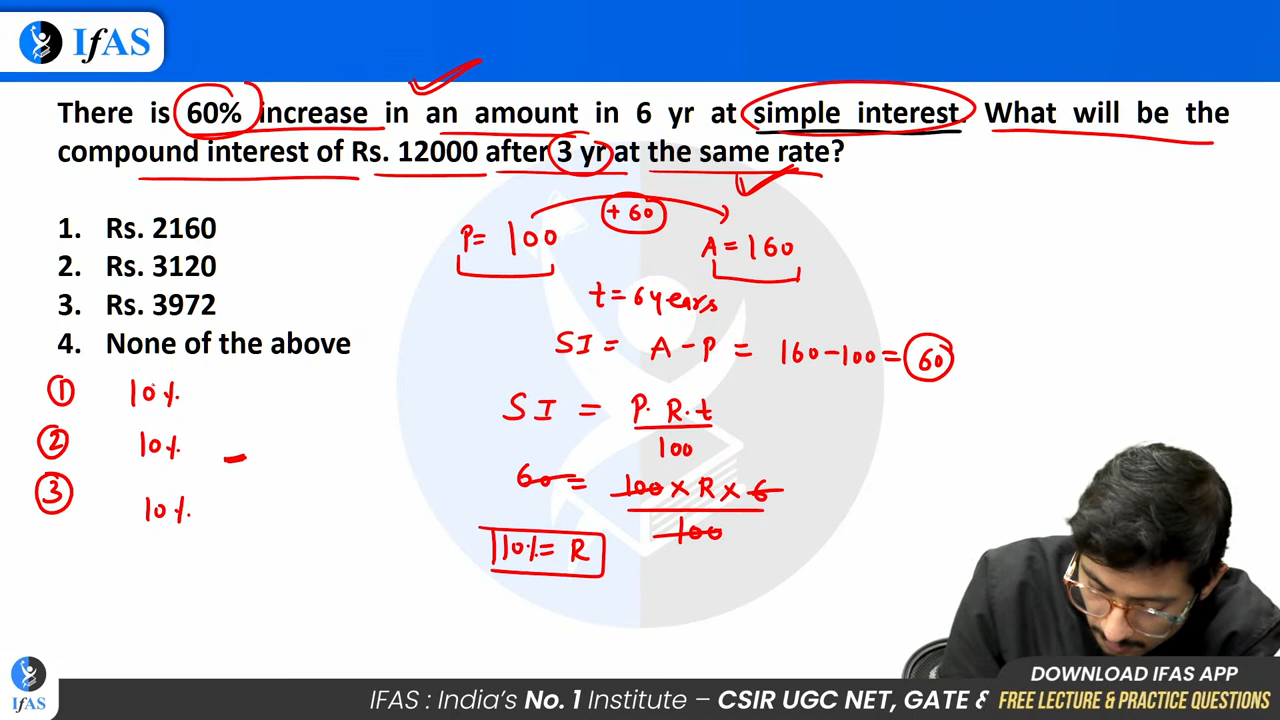 IfAS
There is 60% increase in an amount in 6 yr at simple interest. What will be the
compound interest of Rs. 12000 after 3 yr at the same rate?
1. Rs. 2160
2. Rs. 3120
3. Rs. 3972
4. None of the above
+60
P= 100
A=160
t=6years
SI= A-P = 160-100= 60
SI = P. R. t
100
60= 100 x R x 6
100
10%= R
① 10%
② 10% -
③ 10%
DOWNLOAD IFAS APP
IfAS
IFAS : India's No. 1 Institute – CSIR UGC NET, GATE &
FREE LECTURE & PRACTICE QUESTIONS